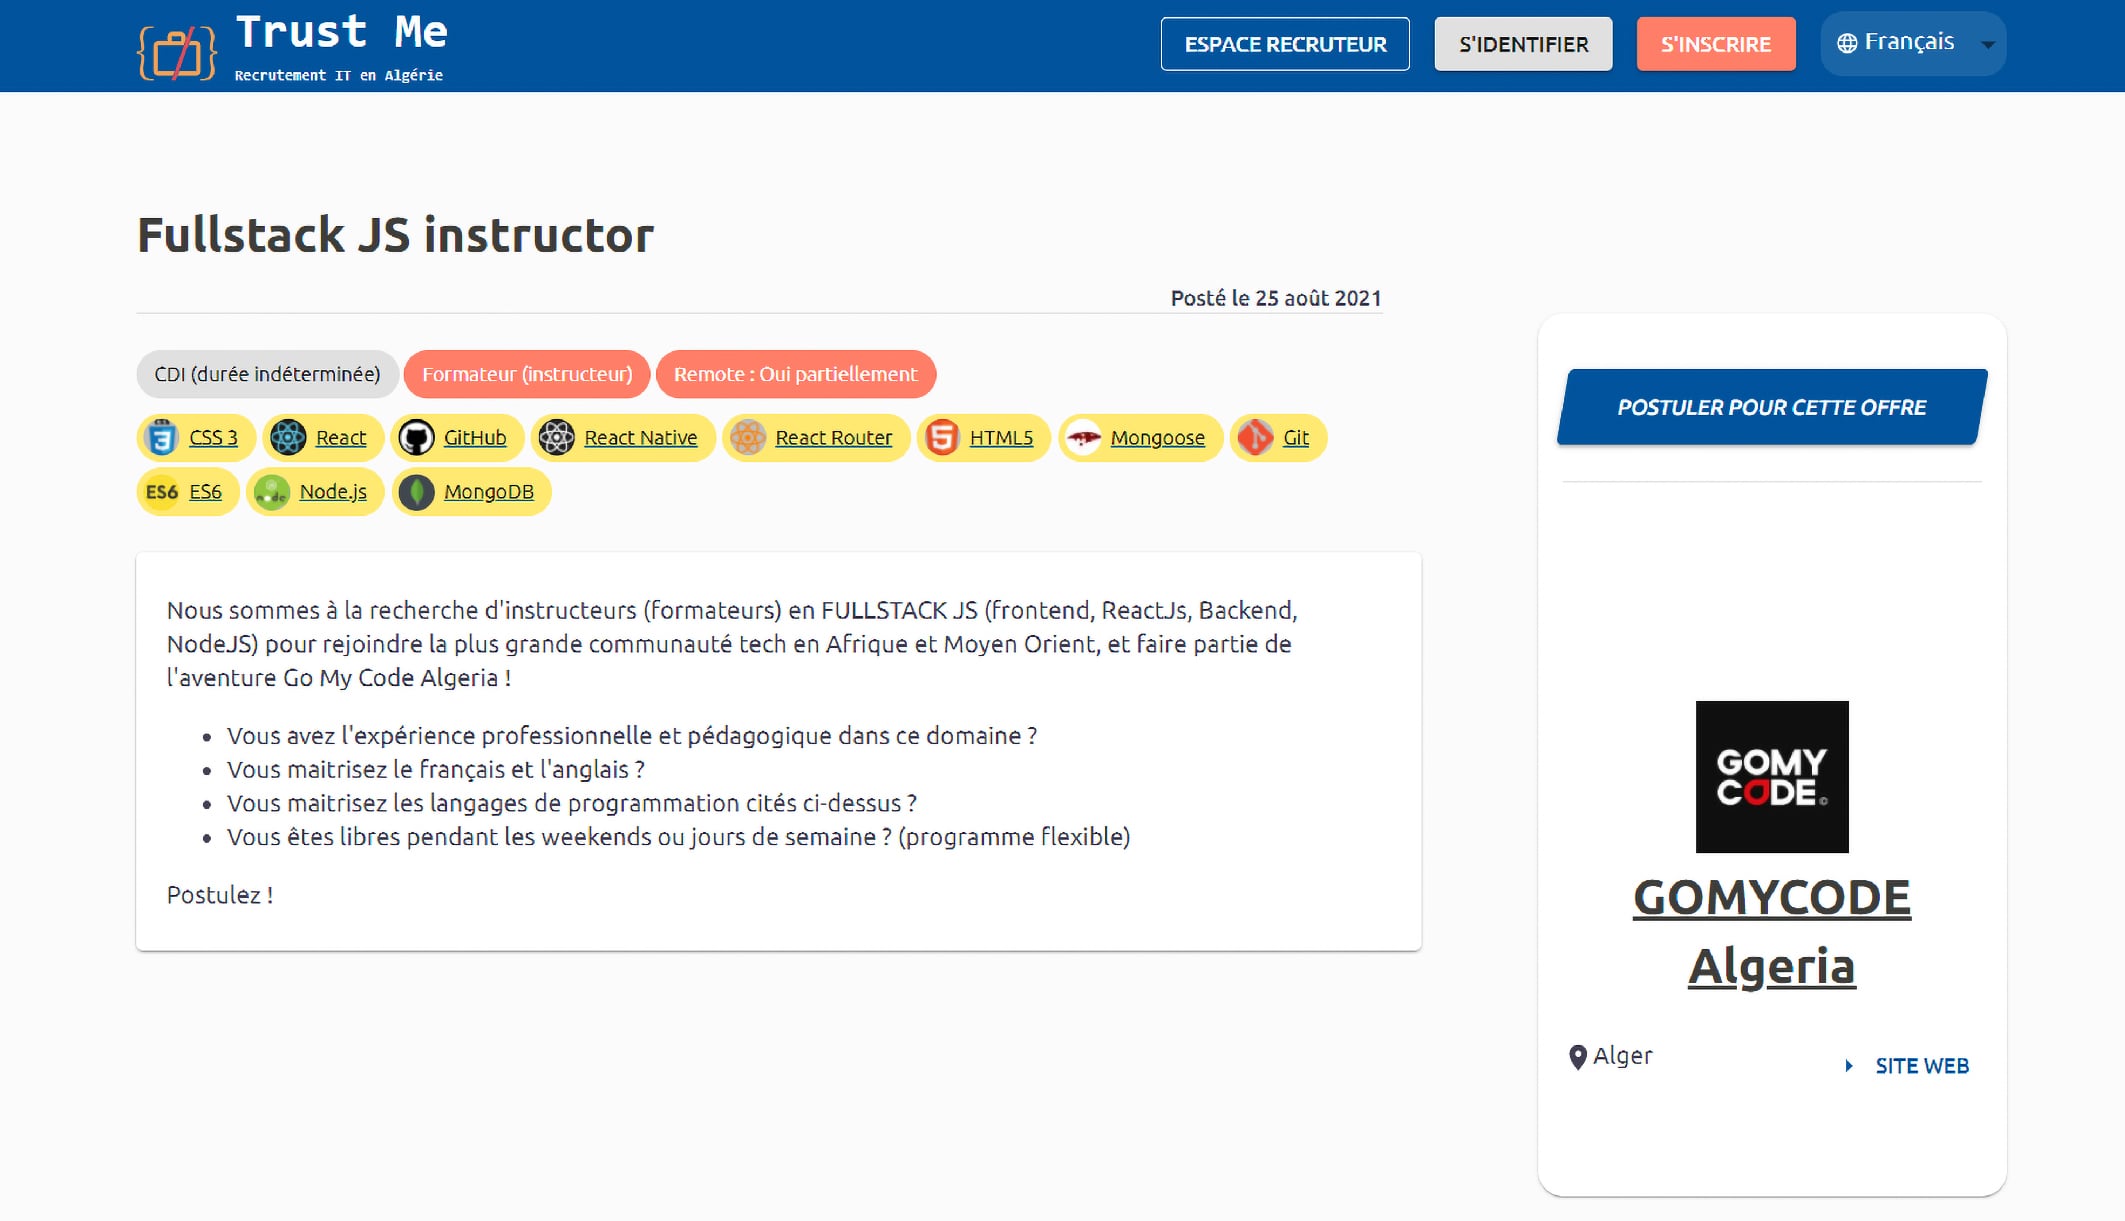 Trust Me
Recrutement IT en Algérie
ESPACE RECRUTEUR
S'IDENTIFIER
S'INSCRIRE
Français
Fullstack JS instructor
Posté le 25 août 2021
CDI (durée indéterminée)
Formateur (instructeur)
Remote : Oui partiellement
CSS 3
React
GitHub
React Native
React Router
HTML5
Mongoose
Git
ES6 ES6
Node.js
MongoDB
Nous sommes à la recherche d'instructeurs (formateurs) en FULLSTACK JS (frontend, ReactJs, Backend,
NodeJS) pour rejoindre la plus grande communauté tech en Afrique et Moyen Orient, et faire partie de
l'aventure Go My Code Algeria !
Vous avez l'expérience professionnelle et pédagogique dans ce domaine ?
Vous maitrisez le français et l'anglais ?
Vous maitrisez les langages de programmation cités ci-dessus ?
Vous êtes libres pendant les weekends ou jours de semaine ? (programme flexible)
Postulez !
POSTULER POUR CETTE OFFRE
GOMY
CODE
GOMYCODE
Algeria
Alger
SITE WEB